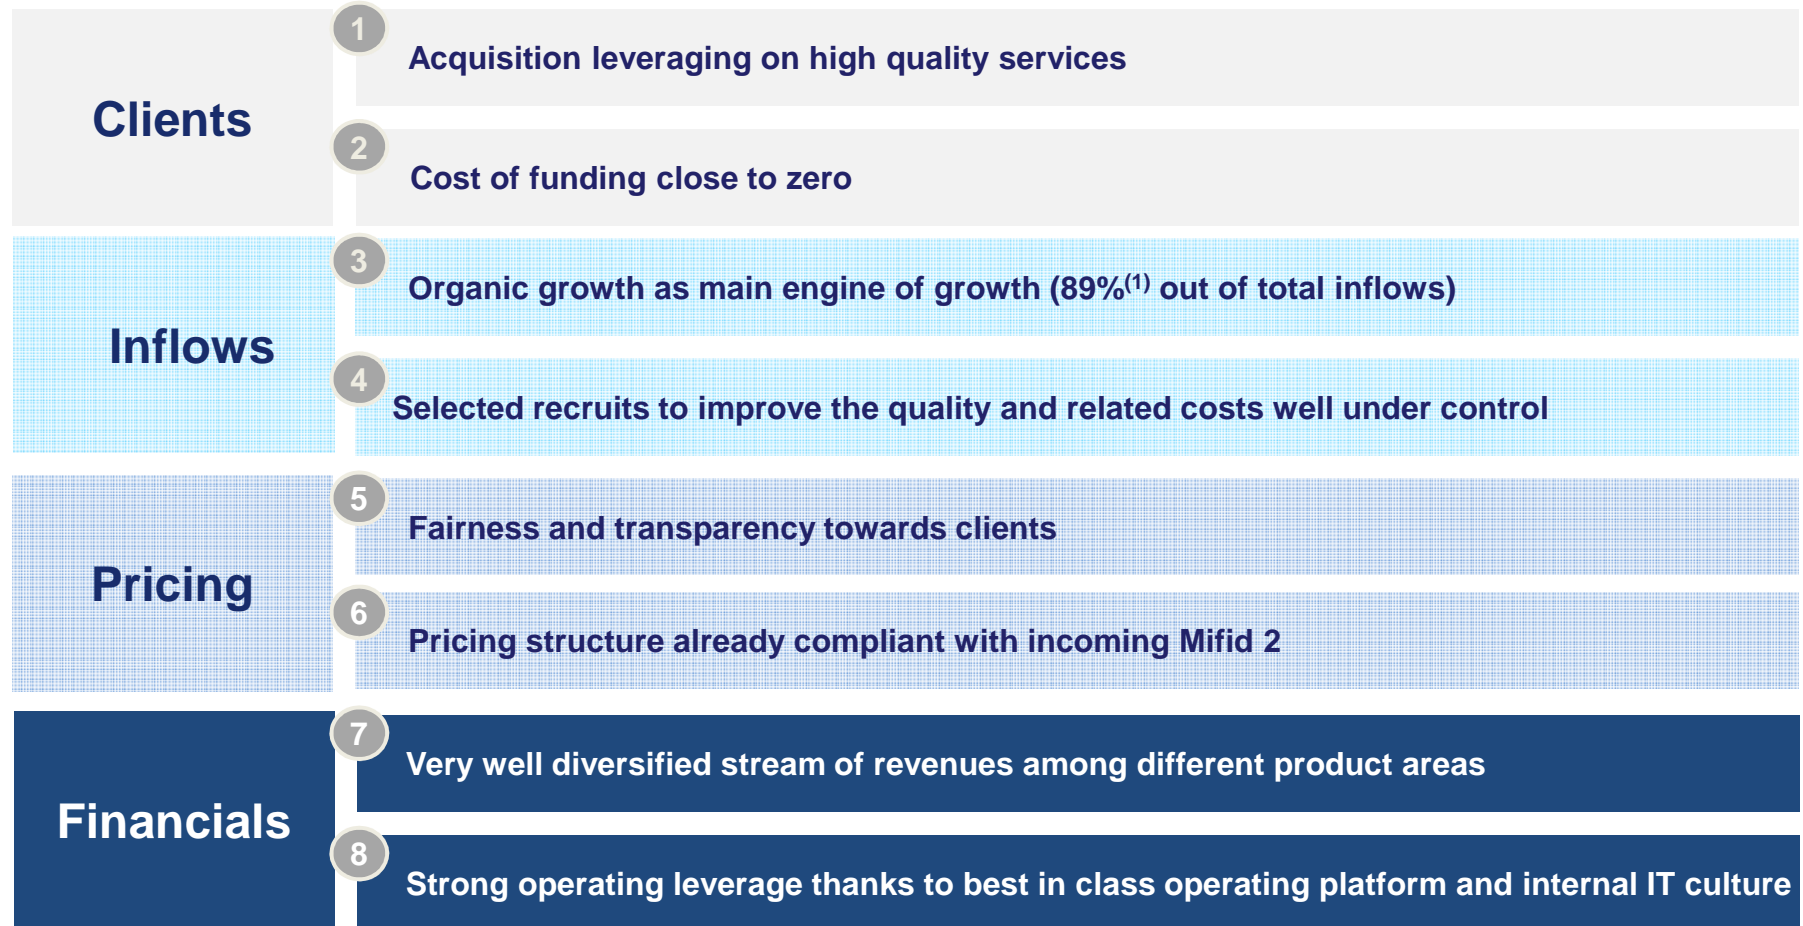 Clients
1
Acquisition leveraging on high quality services
2
Cost of funding close to zero
Inflows
3
Organic growth as main engine of growth (89%(1) out of total inflows)
4
Selected recruits to improve the quality and related costs well under control
Pricing
5
Fairness and transparency towards clients
6
Pricing structure already compliant with incoming Mifid 2
Financials
7
Very well diversified stream of revenues among different product areas
8
Strong operating leverage thanks to best in class operating platform and internal IT culture